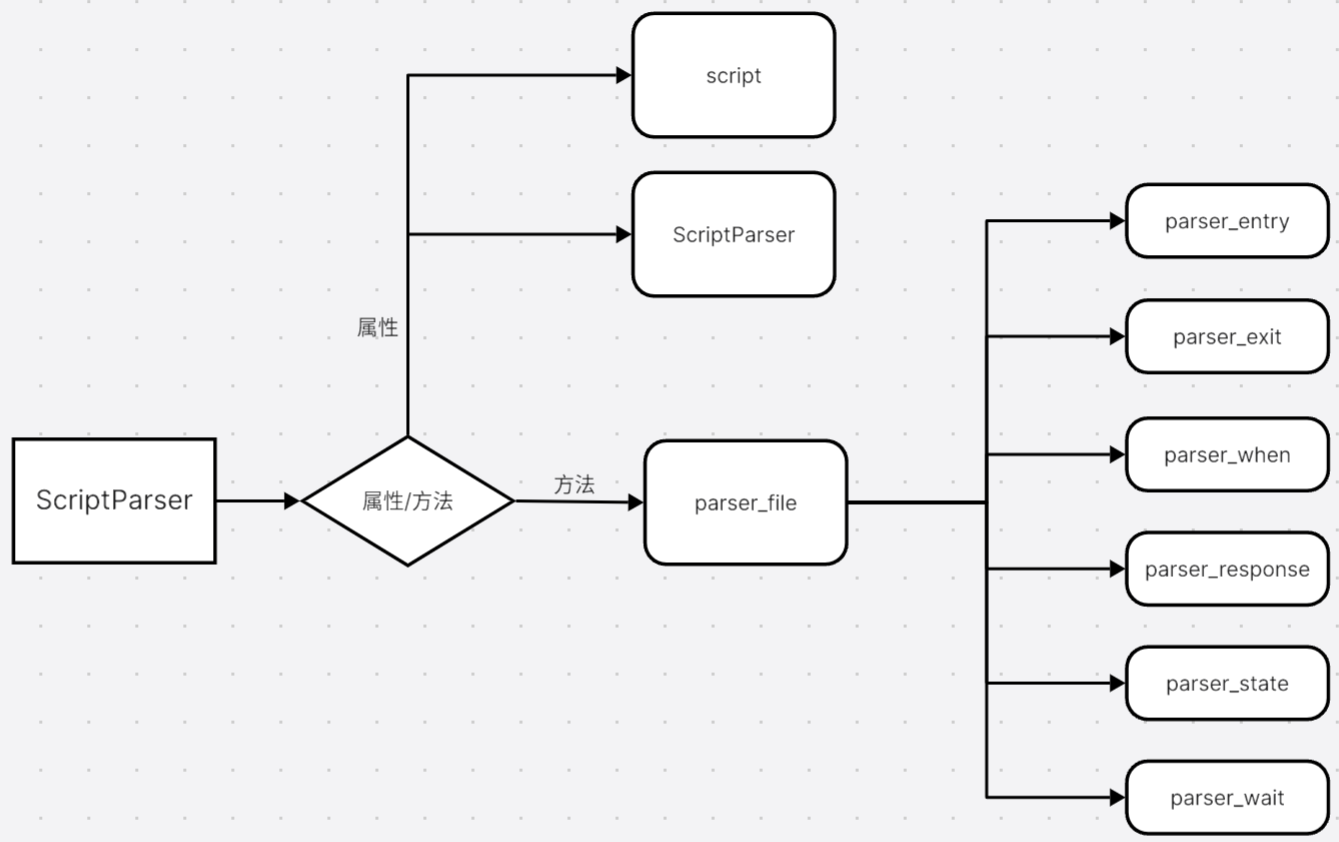 script
ScriptParser
属性
ScriptParser
属性/方法
方法
parser_file
parser_entry
parser_exit
parser_when
parser_response
parser_state
parser_wait